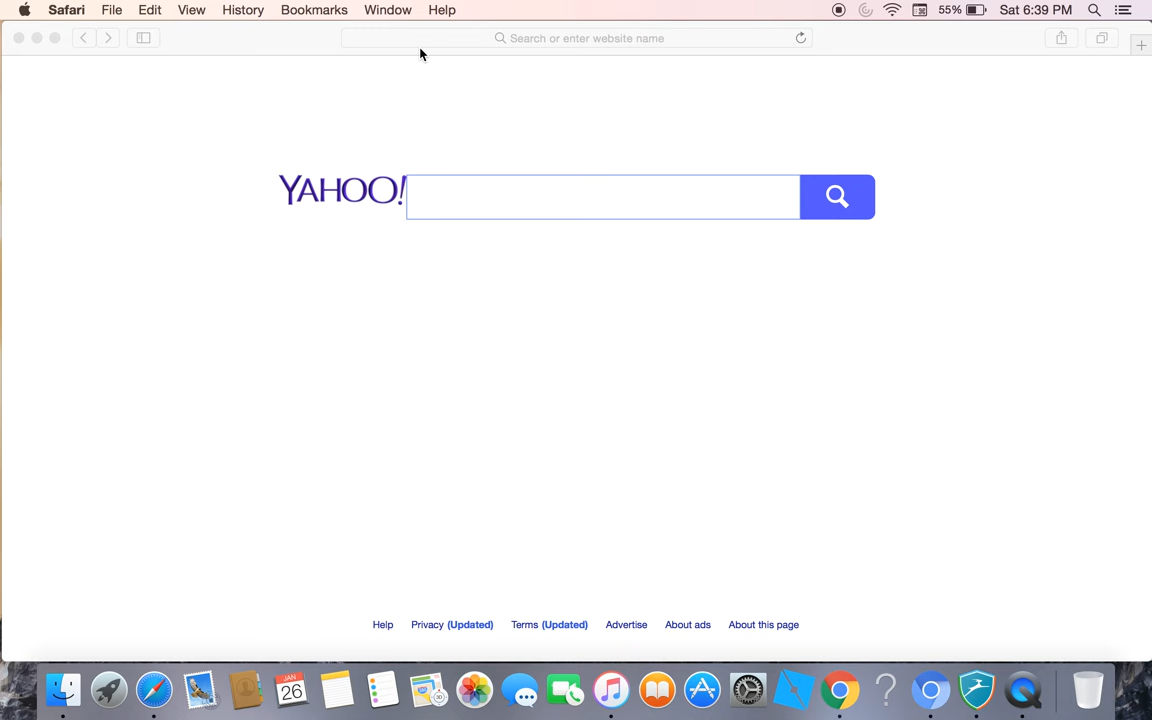 Safari File Edit View History Bookmarks Window Help 55% Sat 6:39 PM
Search or enter website name
YAHOO!
Help Privacy (Updated) Terms (Updated) Advertise About ads About this page
JAN
26
3D